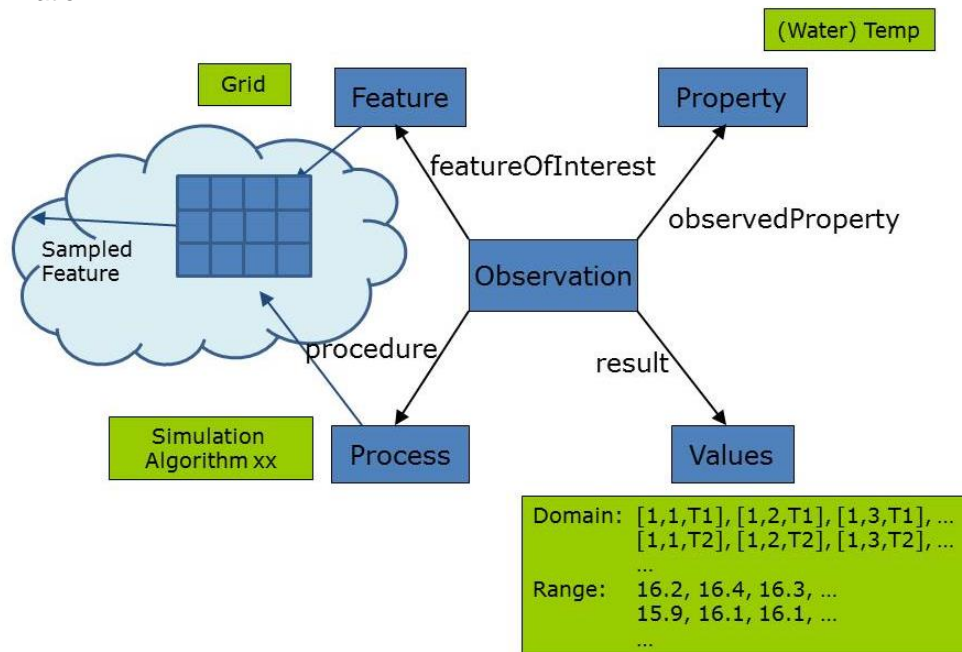 (Water) Temp
Grid
Feature
Property
featureOfInterest
observedProperty
Sampled
Feature
Observation
procedure
result
Simulation
Algorithm xx
Process
Values
Domain: [1,1,T1], [1,2,T1], [1,3,T1], ...
[1,1,T2], [1,2,T2], [1,3,T2], ...
...
Range: 16.2, 16.4, 16.3, ...
15.9, 16.1, 16.1, ...
...